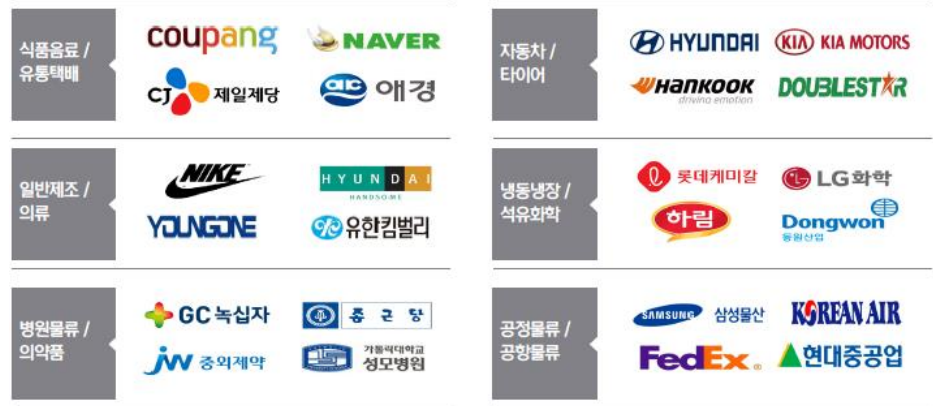 식품음료 /
유통택배
coupang
NAVER
CJ 제일제당
애경
자동차 /
타이어
HYUNDAI
KIA KIA MOTORS
HANKOOK
driving emotion
DOUBLESTAR
일반제조 /
의류
NIKE
HYUNDAI
HANDSOME
YOUNGONE
유한킴벌리
냉동냉장 /
석유화학
롯데케미칼
LG화학
하림
Dongwon
동원산업
병원물류 /
의약품
GC 녹십자
종근당
JW 중외제약
가톨릭대학교
성모병원
공정물류 /
공항물류
SAMSUNG 삼성물산
KOREAN AIR
FedEx®
현대중공업